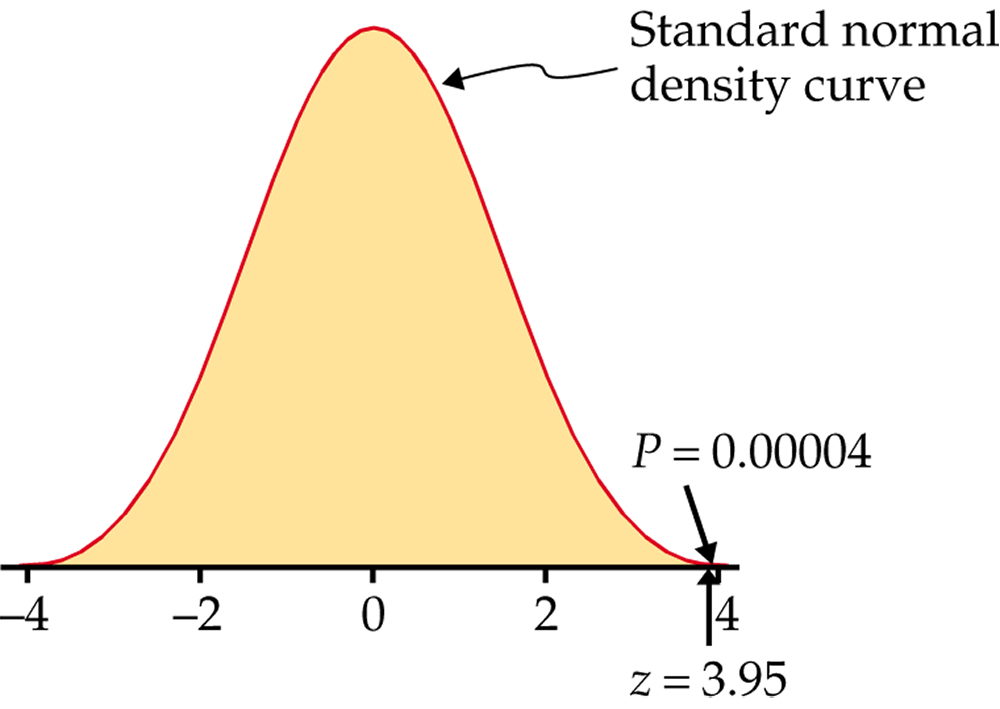 Standard normal
density curve
P = 0.00004
–4
–2
0
2
4
z = 3.95